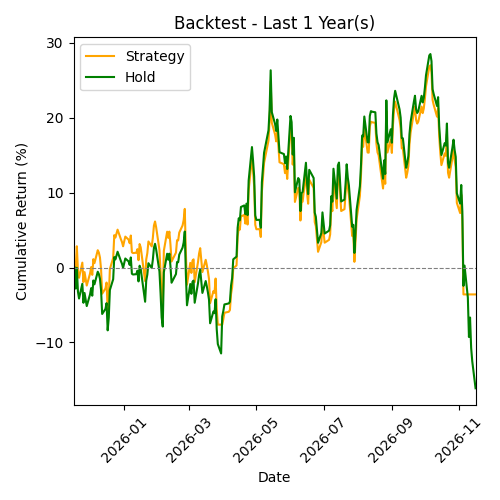 Backtest - Last 1 Year(s)
Strategy
Hold
Cumulative Return (%)
30
20
10
0
−10
2026-01
2026-03
2026-05
2026-07
2026-09
2026-11
Date